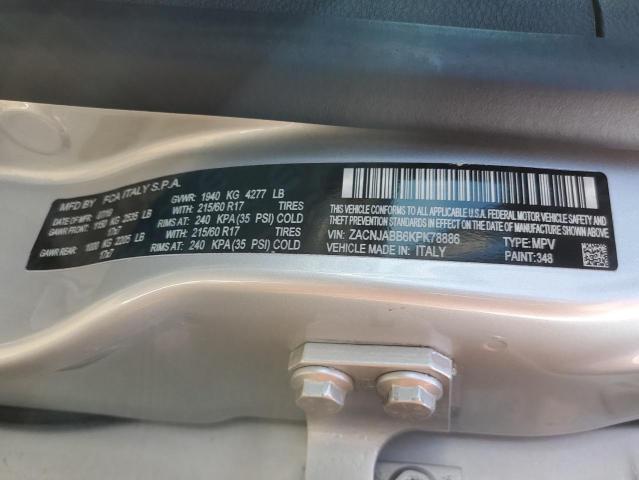 MFD BY FCA ITALY S.P.A.
DATE OF MFR 07/19 GVWR: 1940 KG 4277 LB
GAWR FRONT: 1150 KG 2535 LB WITH: 215/60 R17 TIRES
17x7 RIMS AT: 240 KPA(35 PSI) COLD
GAWR REAR: 1000 KG 2205 LB WITH: 215/60 R17 TIRES
17x7 RIMS AT: 240 KPA(35 PSI) COLD
THIS VEHICLE CONFORMS TO ALL APPLICABLE U.S.A. FEDERAL MOTOR VEHICLE SAFETY, BUMPER, AND
THEFT PREVENTION STANDARDS IN EFFECT ON THE DATE OF MANUFACTURE SHOWN ABOVE.
VIN: ZACNJABB6KPK78886 TYPE: MPV
VEHICLE MADE IN: ITALY PAINT: 348